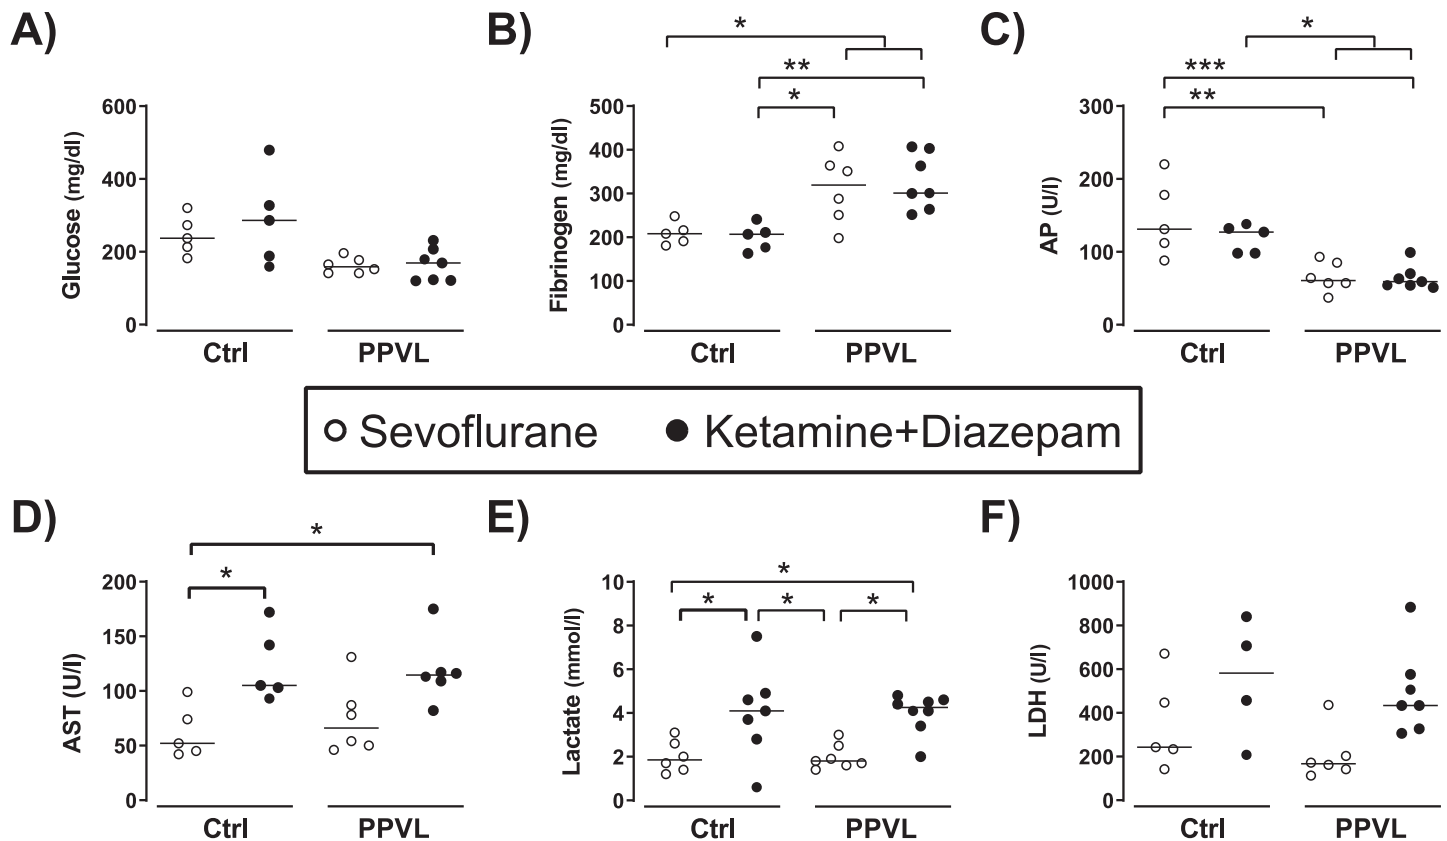 A)
Glucose (mg/dl)
600
400
200
0
Ctrl PPVL
B)
*
**
*
Fibrinogen (mg/dl)
500
400
300
200
100
0
Ctrl PPVL
C)
*
***
**
AP (U/l)
300
200
100
0
Ctrl PPVL
Sevoflurane Ketamine+Diazepam
D)
*
*
AST (U/l)
200
150
100
50
0
Ctrl PPVL
E)
*
* * *
Lactate (mmol/l)
10
8
6
4
2
0
Ctrl PPVL
F)
LDH (U/l)
1000
800
600
400
200
0
Ctrl PPVL